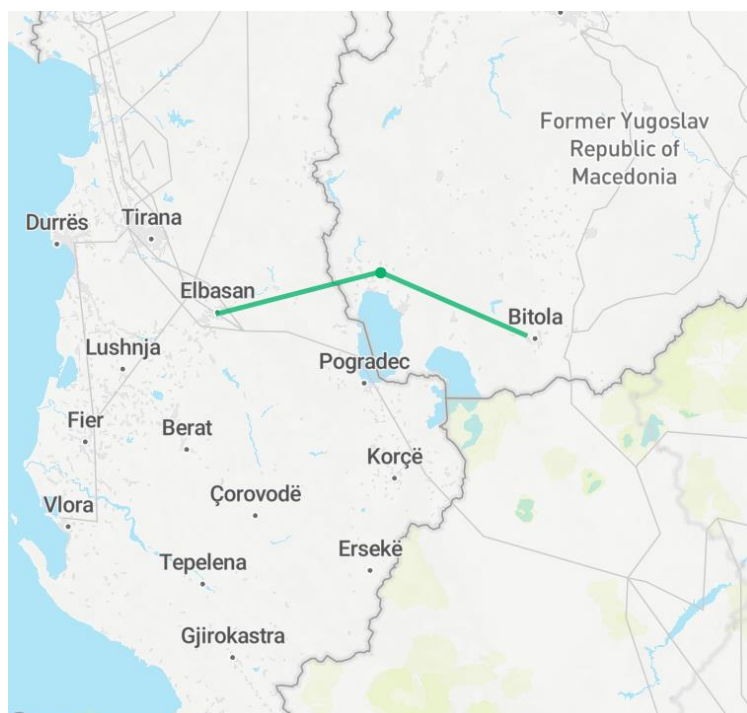 Former Yugoslav
Republic of
Macedonia
Tirana
Durrës
Elbasan
Bitola
Lushnja
Pogradec
Fier
Berat
Korçë
Çorovodë
Vlora
Ersekë
Tepelena
Gjirokastra